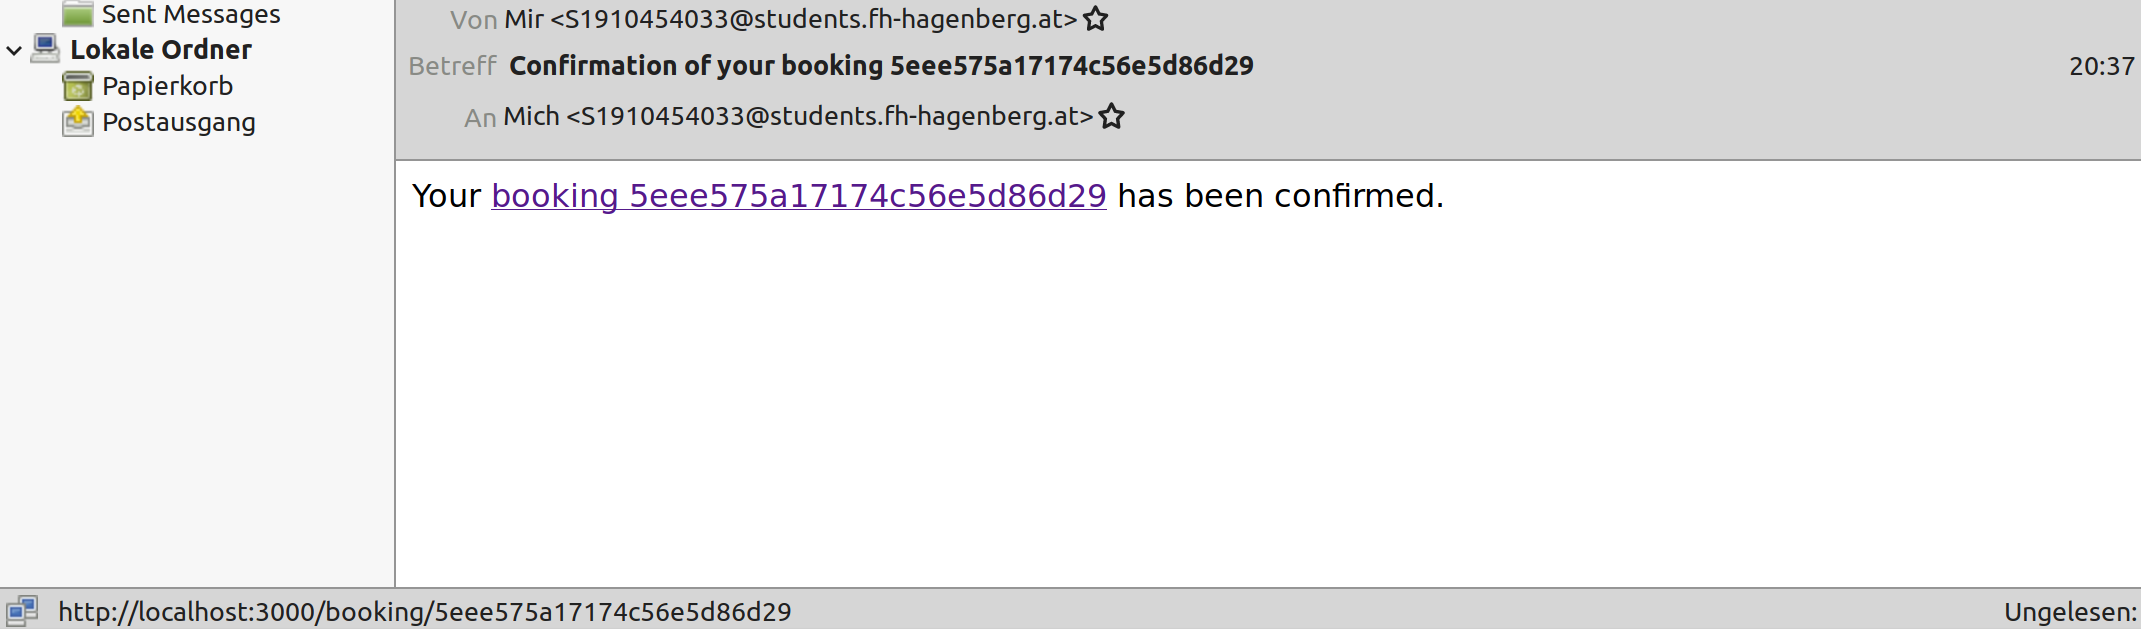 Sent Messages
Lokale Ordner
Papierkorb
Postausgang
Von Mir <S1910454033@students.fh-hagenberg.at>
Betreff Confirmation of your booking 5eee575a17174c56e5d86d29 20:37
An Mich <S1910454033@students.fh-hagenberg.at>
Your booking 5eee575a17174c56e5d86d29 has been confirmed.
http://localhost:3000/booking/5eee575a17174c56e5d86d29 Ungelesen: